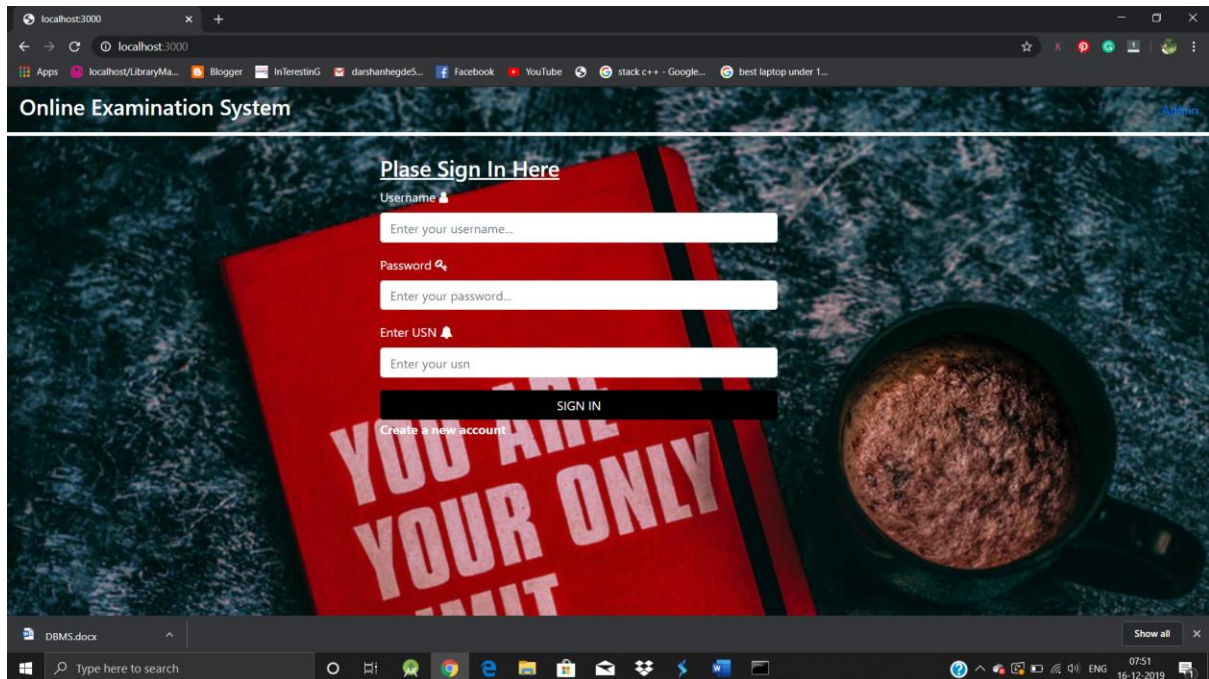 localhost:3000
localhost:3000
Apps localhost/LibraryMa... Blogger InTerestinG darshanhegde5... Facebook YouTube stack c++ - Google... best laptop under 1...
Online Examination System Admin
Plase Sign In Here
Username
Enter your username...
Password
Enter your password...
Enter USN
Enter your usn
SIGN IN
Create a new account
YOU ARE
YOUR ONLY
LIMIT
DBMS.docx Show all
Type here to search ENG 07:51
16-12-2019